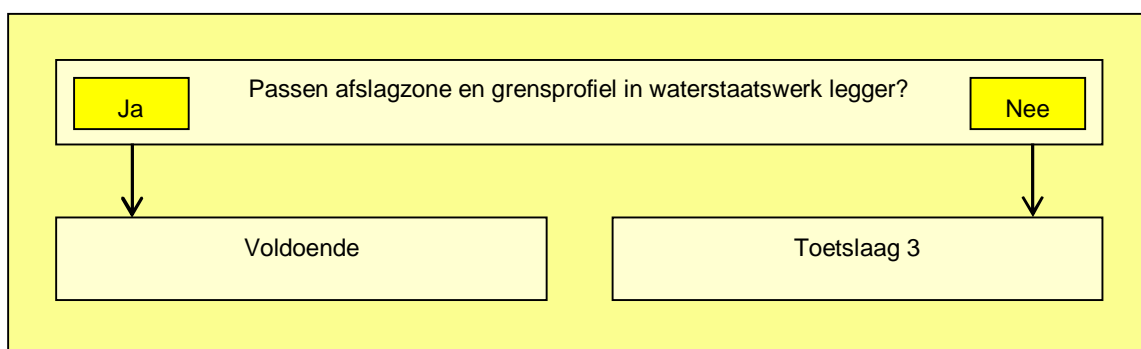 Passen afslagzone en grensprofiel in waterstaatswerk legger?
Ja
Nee
Voldoende
Toetslaag 3